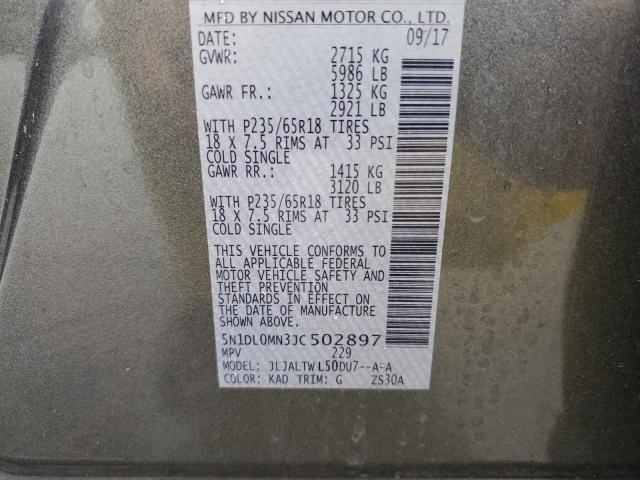 MFD BY NISSAN MOTOR CO., LTD.
DATE: 09/17
GVWR: 2715 KG
5986 LB
GAWR FR.: 1325 KG
2921 LB
WITH P235/65R18 TIRES
18 X 7.5 RIMS AT 33 PSI
COLD SINGLE
GAWR RR.: 1415 KG
3120 LB
WITH P235/65R18 TIRES
18 X 7.5 RIMS AT 33 PSI
COLD SINGLE
THIS VEHICLE CONFORMS TO
ALL APPLICABLE FEDERAL
MOTOR VEHICLE SAFETY AND
THEFT PREVENTION
STANDARDS IN EFFECT ON
THE DATE OF MANUFACTURE
SHOWN ABOVE.
5N1DL0MN3JC502897
MPV 229
MODEL: JLJALTWL50DU7--A-A
COLOR: KAD TRIM: G ZS30A